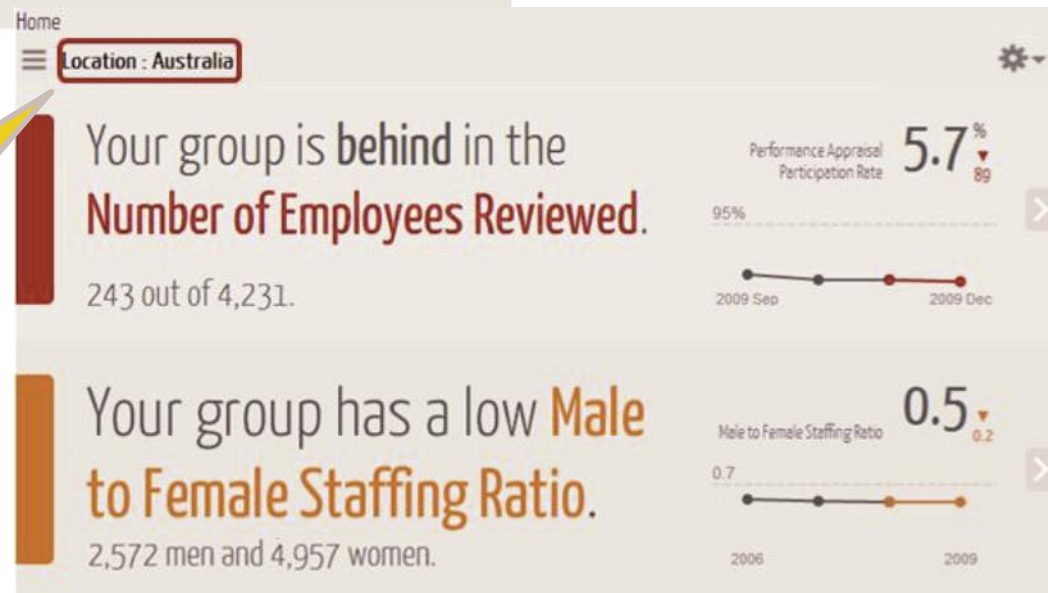 Home
Location : Australia
Your group is behind in the
Number of Employees Reviewed.
243 out of 4,231.
Performance Appraisal
Participation Rate
5.7 %
89
95%
2009 Sep
2009 Dec
Your group has a low Male
to Female Staffing Ratio.
2,572 men and 4,957 women.
Male to Female Staffing Ratio
0.5
0.2
0.7
2006
2009